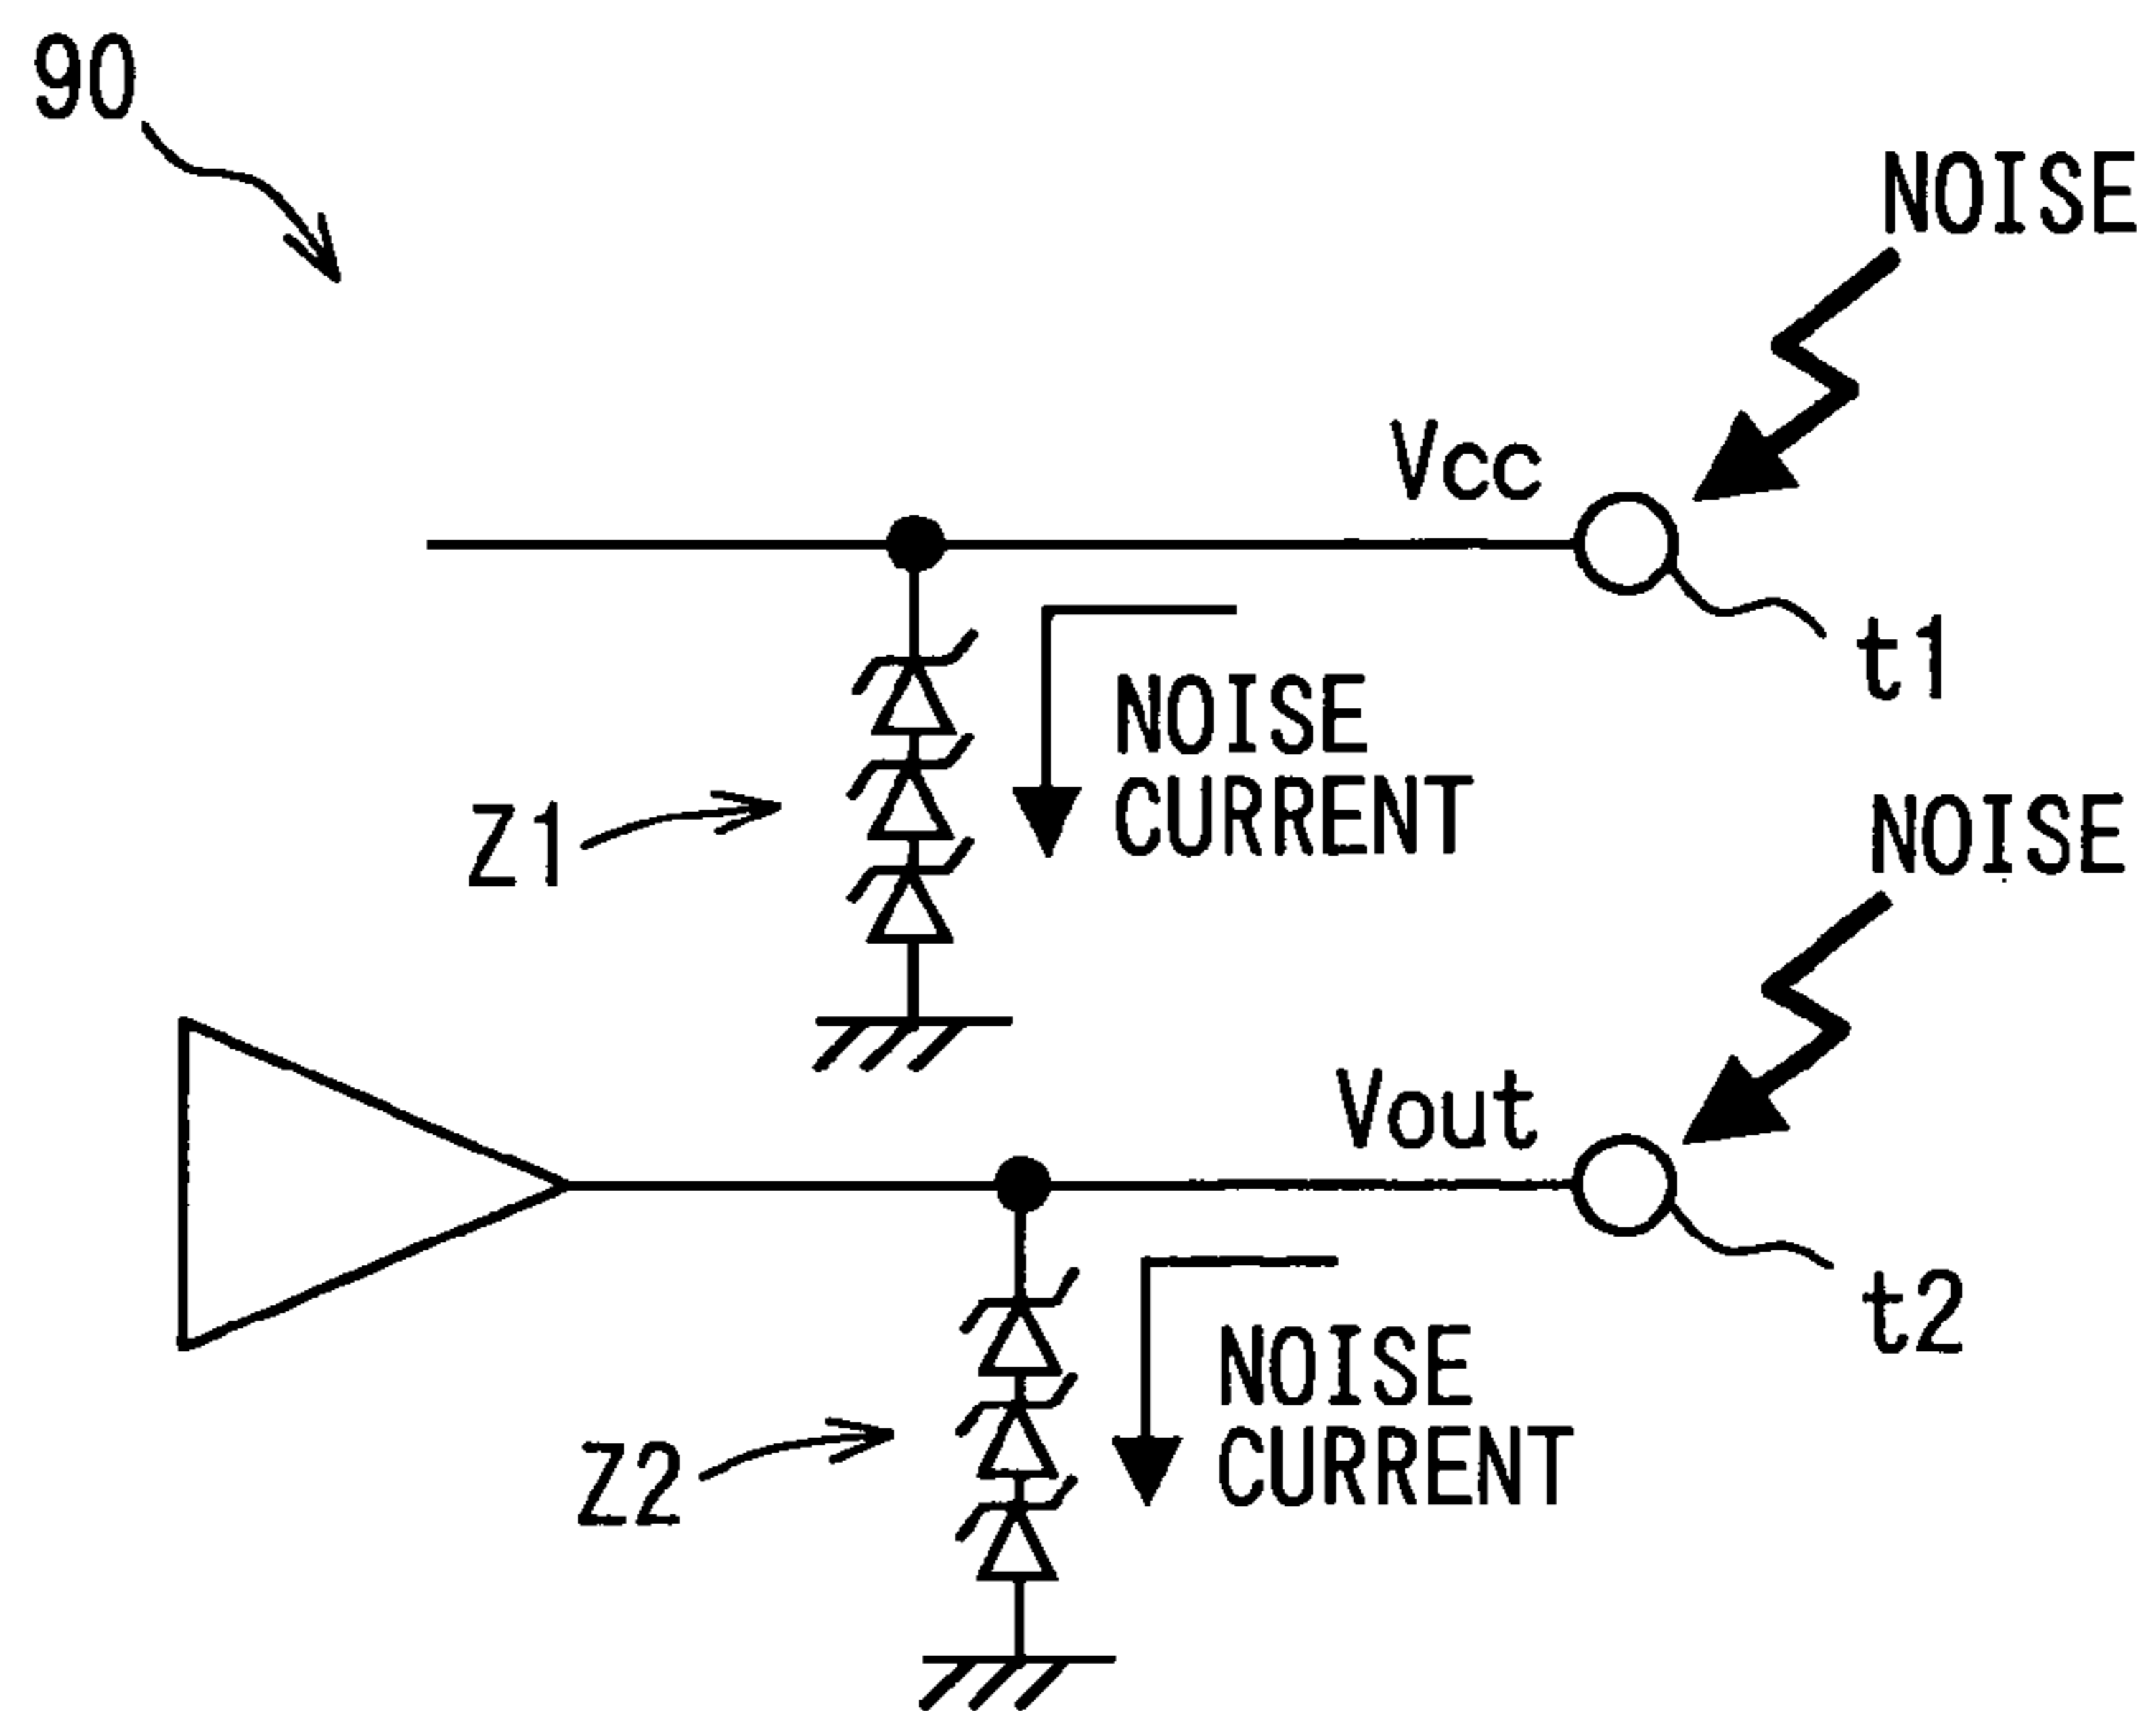 90
NOISE
Vcc
t1
NOISE
CURRENT
Z1
NOISE
Vout
t2
NOISE
CURRENT
Z2